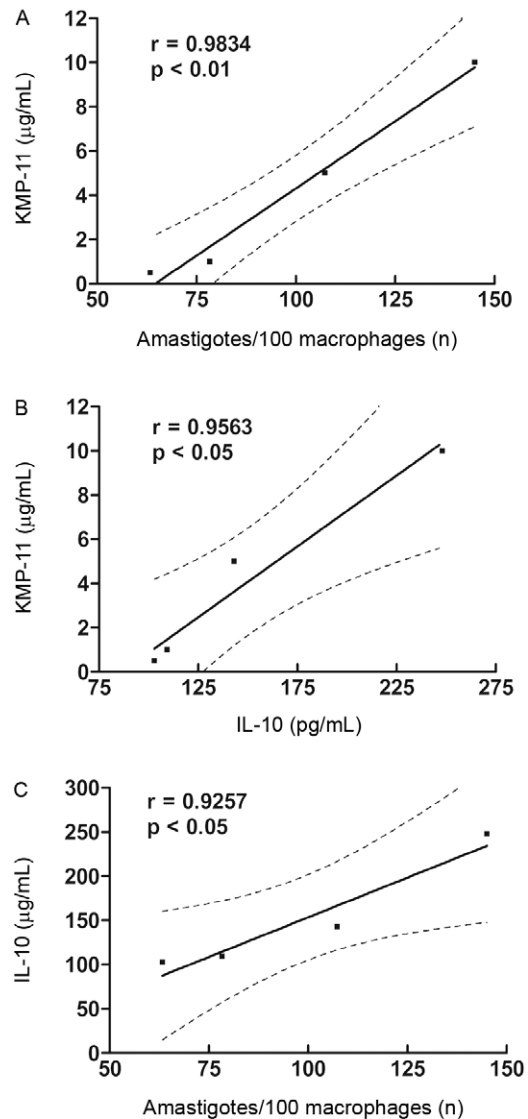 A
r = 0.9834
p < 0.01
KMP-11 (μg/mL)
12
10
8
6
4
2
0
50 75 100 125 150
Amastigotes/100 macrophages (n)
B
r = 0.9563
p < 0.05
KMP-11 (μg/mL)
12
10
8
6
4
2
0
75 125 175 225 275
IL-10 (pg/mL)
C
r = 0.9257
p < 0.05
IL-10 (μg/mL)
300
250
200
150
100
50
0
50 75 100 125 150
Amastigotes/100 macrophages (n)